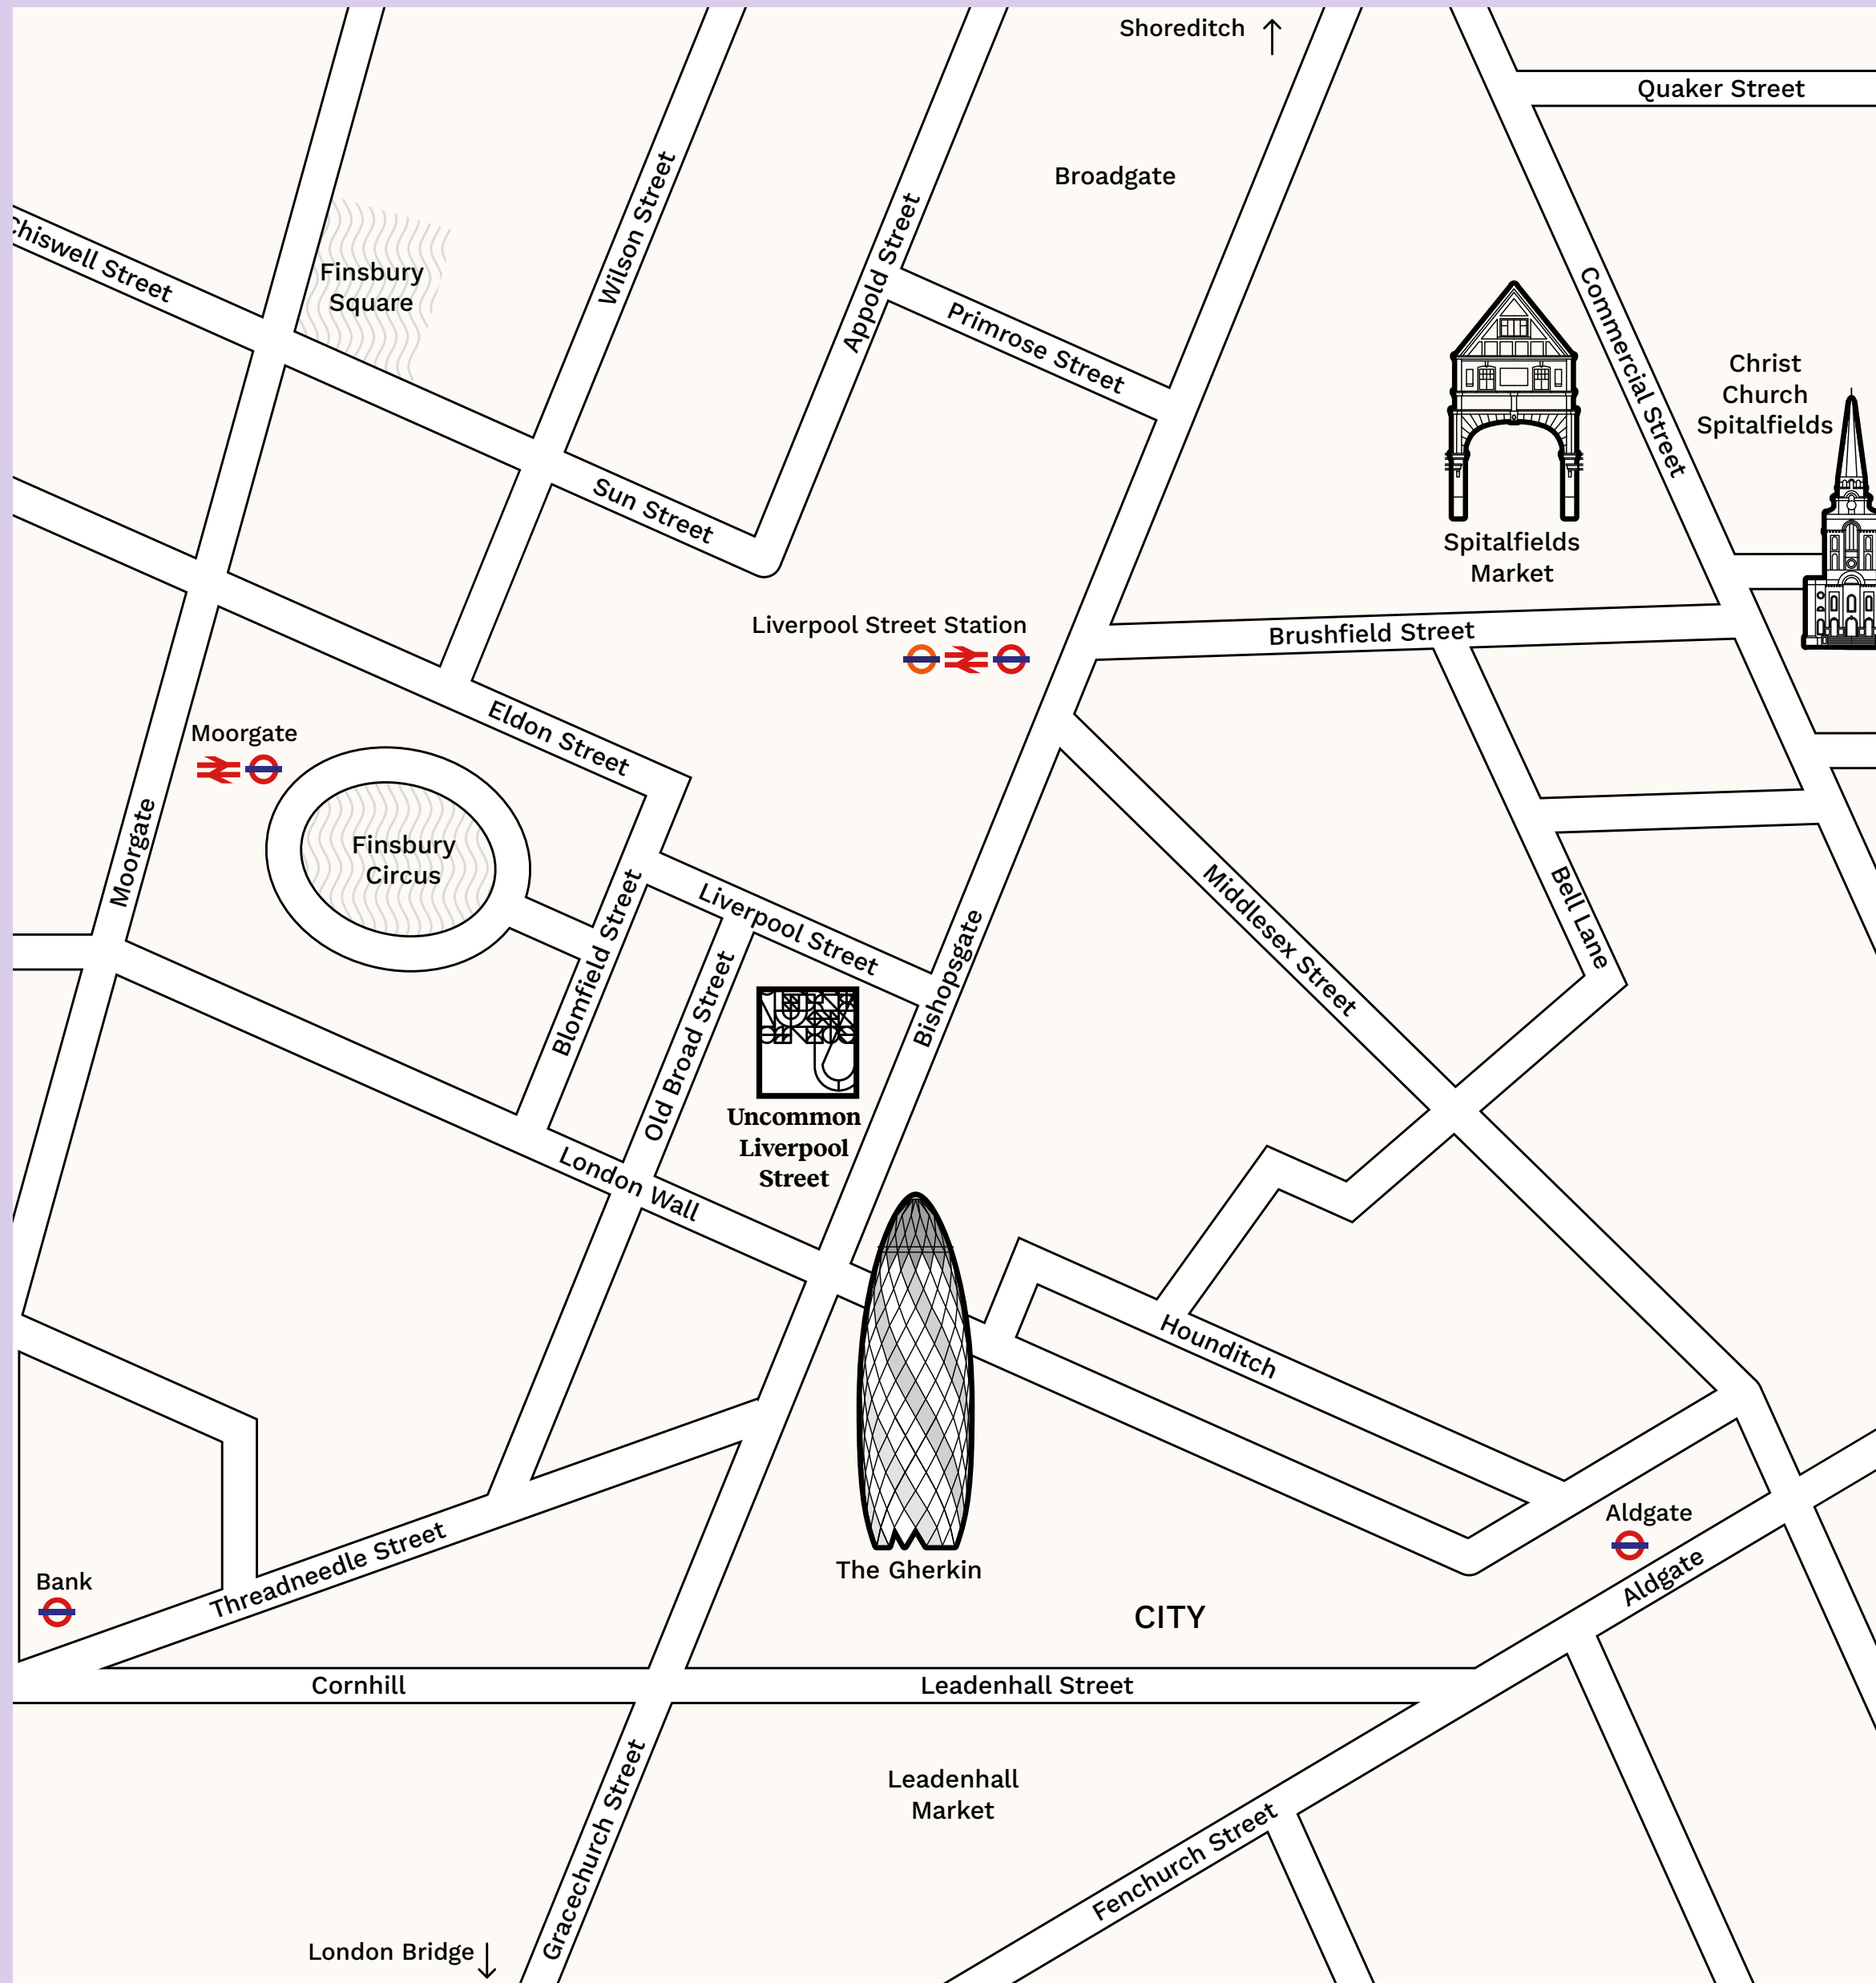 Shoreditch
Quaker Street
Broadgate
Wilson Street
Appold Street
Chiswell Street
Finsbury
Square
Primrose Street
Commercial Street
Christ
Church
Spitalfields
Sun Street
Spitalfields
Market
Liverpool Street Station
Brushfield Street
Eldon Street
Moorgate
Moorgate
Finsbury
Circus
Blomfield Street
Liverpool Street
Old Broad Street
Bishopsgate
Middlesex Street
Bell Lane
Uncommon
Liverpool
Street
London Wall
Hounditch
Threadneedle Street
Bank
The Gherkin
Aldgate
Aldgate
CITY
Cornhill
Leadenhall Street
Gracechurch Street
Leadenhall
Market
Fenchurch Street
London Bridge